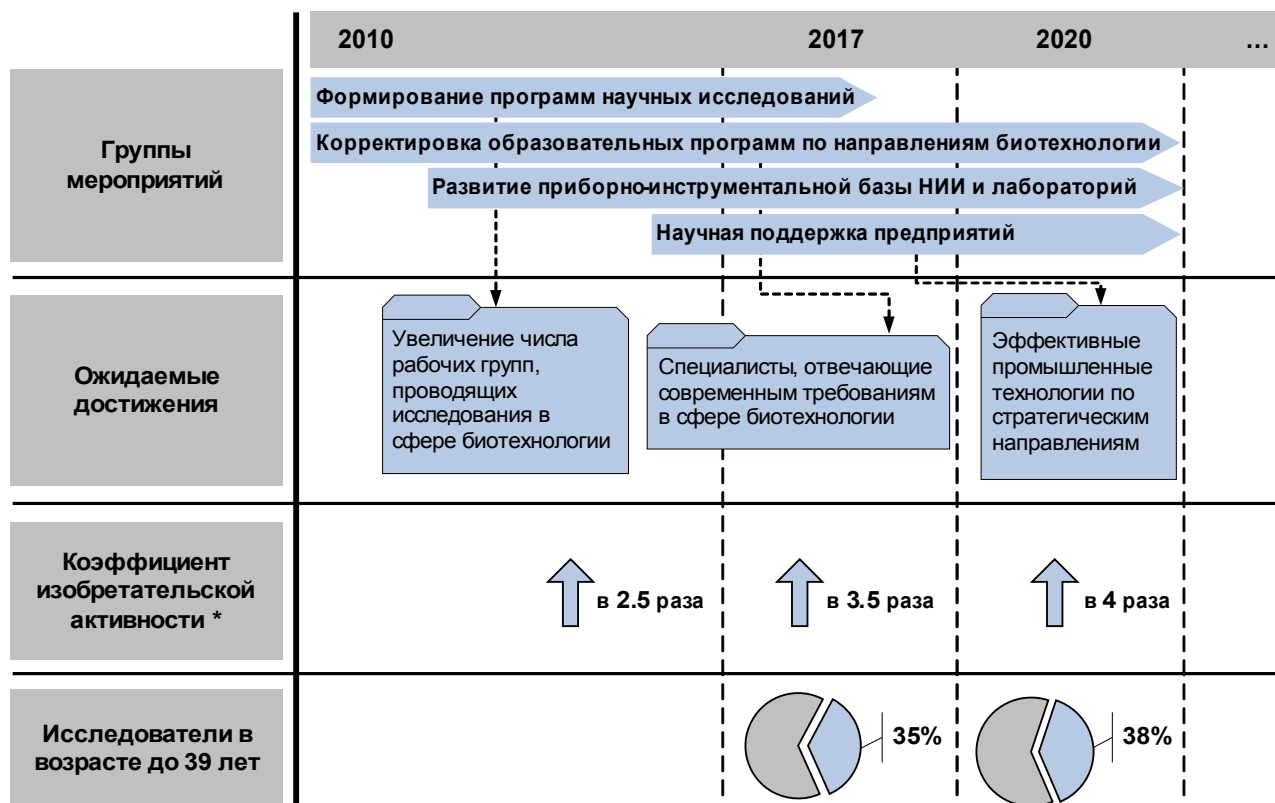 2010 2017 2020 ...
Группы
мероприятий
Формирование программ научных исследований
Корректировка образовательных программ по направлениям биотехнологии
Развитие приборно-инструментальной базы НИИ и лабораторий
Научная поддержка предприятий
Ожидаемые
достижения
Увеличение числа
рабочих групп,
проводящих
исследования в
сфере биотехнологии
Специалисты, отвечающие
современным требованиям
в сфере биотехнологии
Эффективные
промышленные
технологии по
стратегическим
направлениям
Коэффициент
изобретательской
активности *
в 2.5 раза
в 3.5 раза
в 4 раза
Исследователи в
возрасте до 39 лет
35%
38%